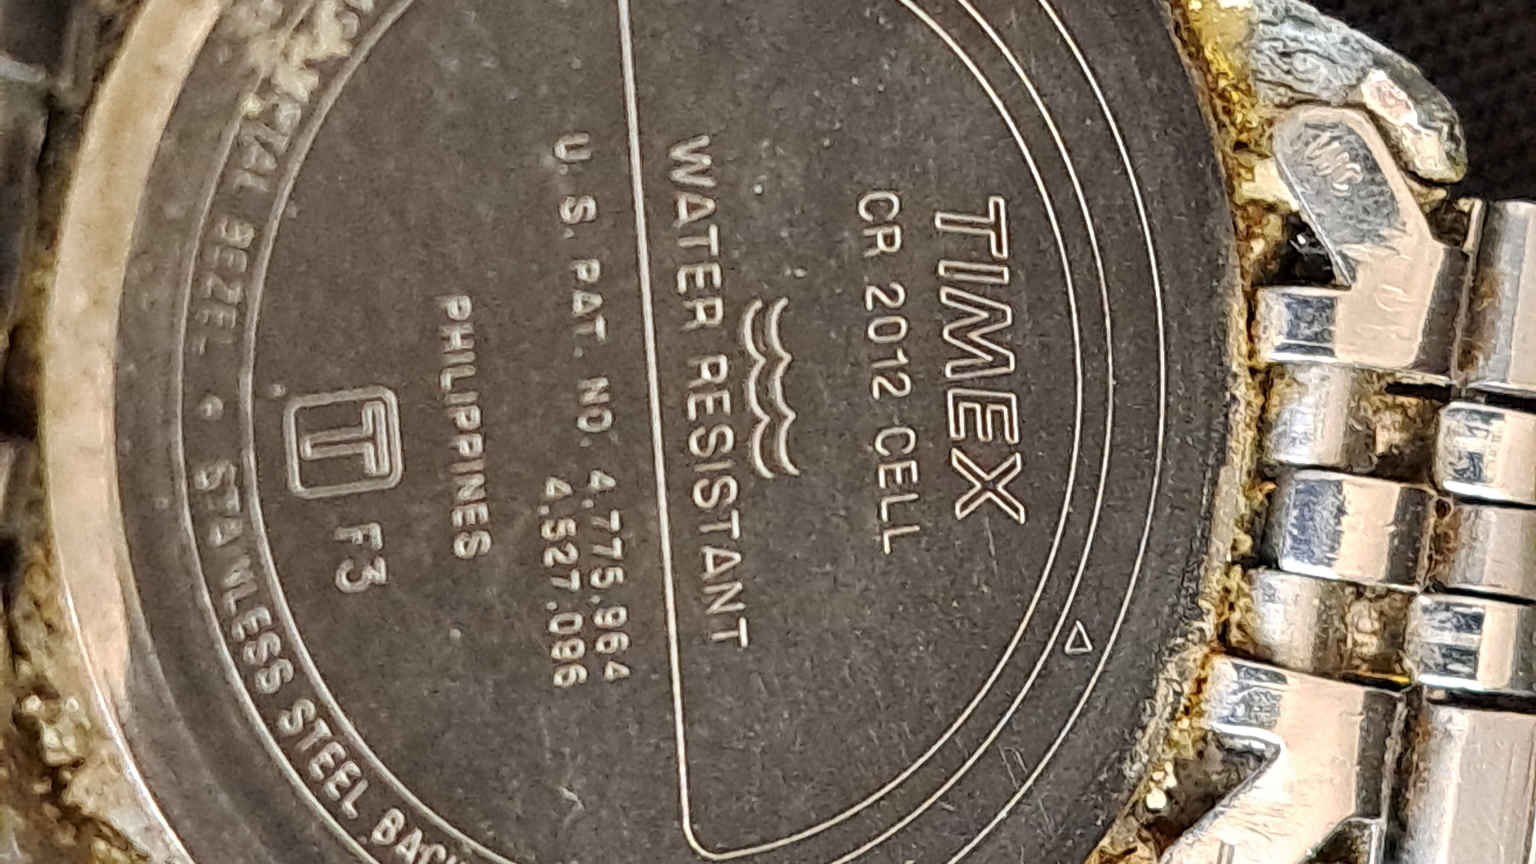 TIMEX
CR 2012 CELL
WATER RESISTANT
U.S. PAT. NO. 4.775.964
4.527.096
PHILIPPINES
T F3
METAL BEZEL • STAINLESS STEEL BACK